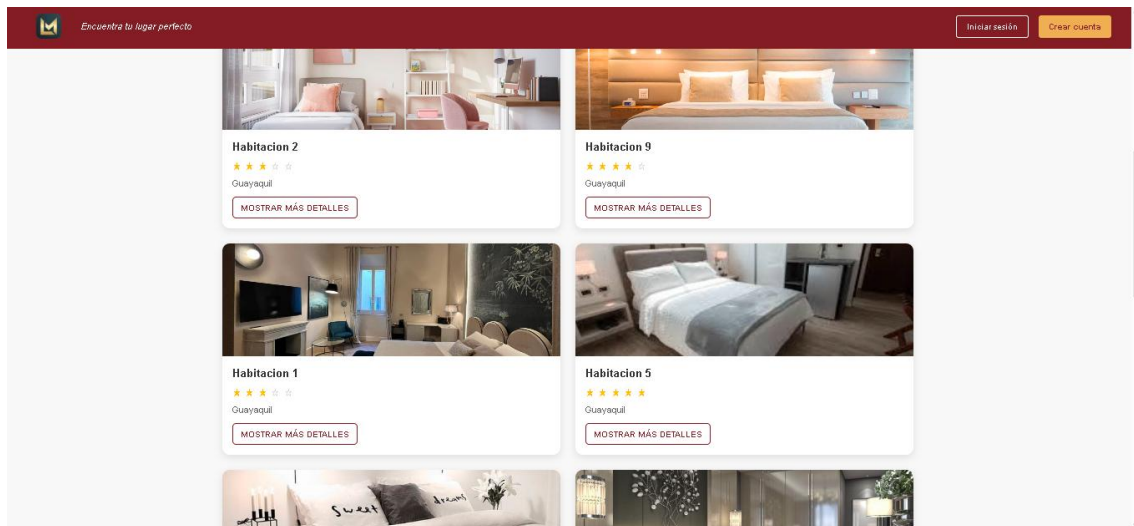 Encuentra tu lugar perfecto
Iniciar sesión
Crear cuenta
Habitacion 2
Guayaquil
MOSTRAR MÁS DETALLES
Habitacion 9
Guayaquil
MOSTRAR MÁS DETALLES
Habitacion 1
Guayaquil
MOSTRAR MÁS DETALLES
Habitacion 5
Guayaquil
MOSTRAR MÁS DETALLES
Sweet dreams